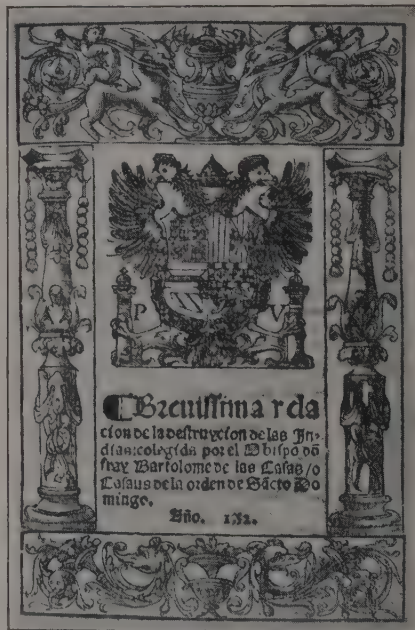 P V
Breuissima rela
cion de la destruycion de las In-
dias: colegida por el Obispo dõ
fray Bartolome de las Casas / o
Casaus de la orden de Sãcto Do
mingo.
Año. 1552.